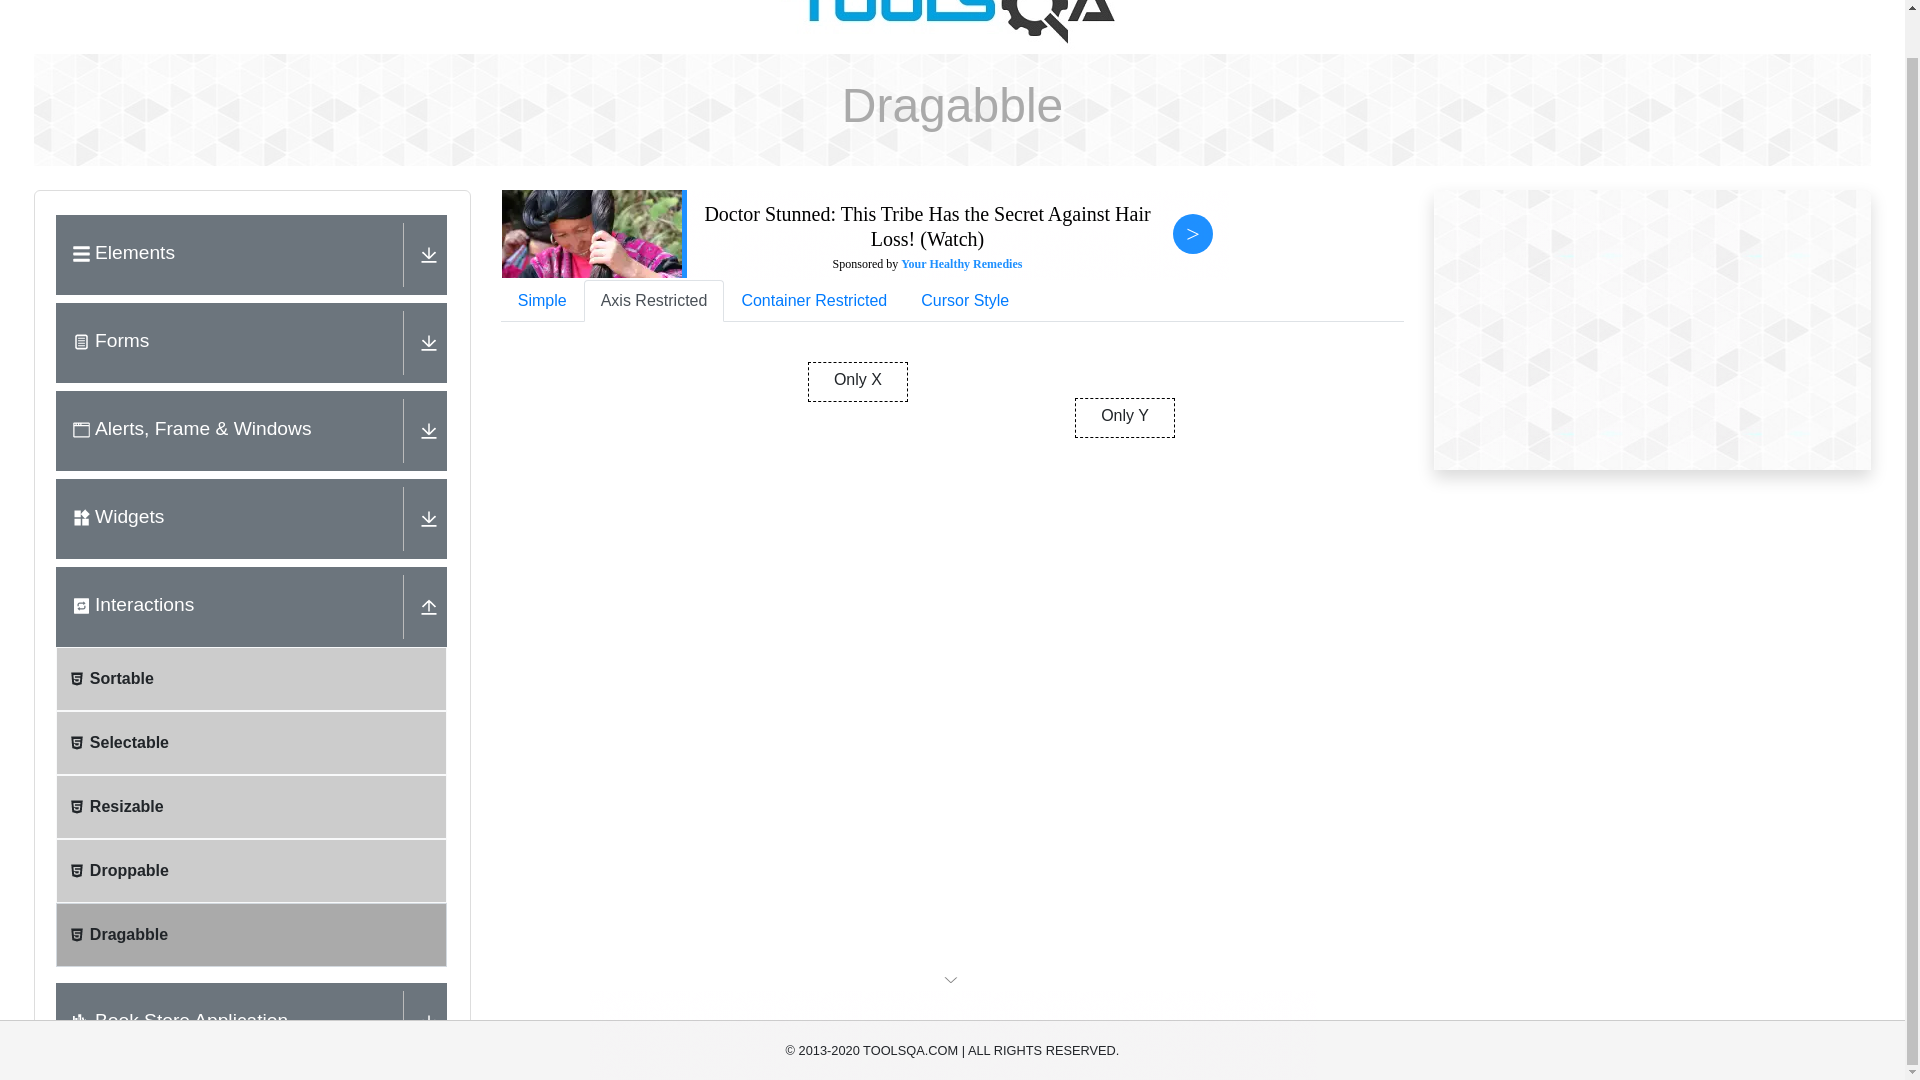 TOOLSQA
Dragabble
Elements
Forms
Alerts, Frame & Windows
Widgets
Interactions
Sortable
Selectable
Resizable
Droppable
Dragabble
Book Store Application
Doctor Stunned: This Tribe Has the Secret Against Hair
Loss! (Watch)
Sponsored by Your Healthy Remedies
>
Simple
Axis Restricted
Container Restricted
Cursor Style
Only X
Only Y
© 2013-2020 TOOLSQA.COM | ALL RIGHTS RESERVED.